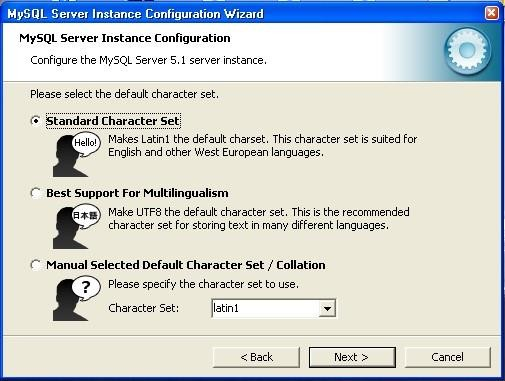 MySQL Server Instance Configuration Wizard
MySQL Server Instance Configuration
Configure the MySQL Server 5.1 server instance.
Please select the default character set.
Standard Character Set
Hello!
Makes Latin1 the default charset. This character set is suited for
English and other West European languages.
Best Support For Multilingualism
日本語
Make UTF8 the default character set. This is the recommended
character set for storing text in many different languages.
Manual Selected Default Character Set / Collation
?
Please specify the character set to use.
Character Set: latin1
< Back Next > Cancel